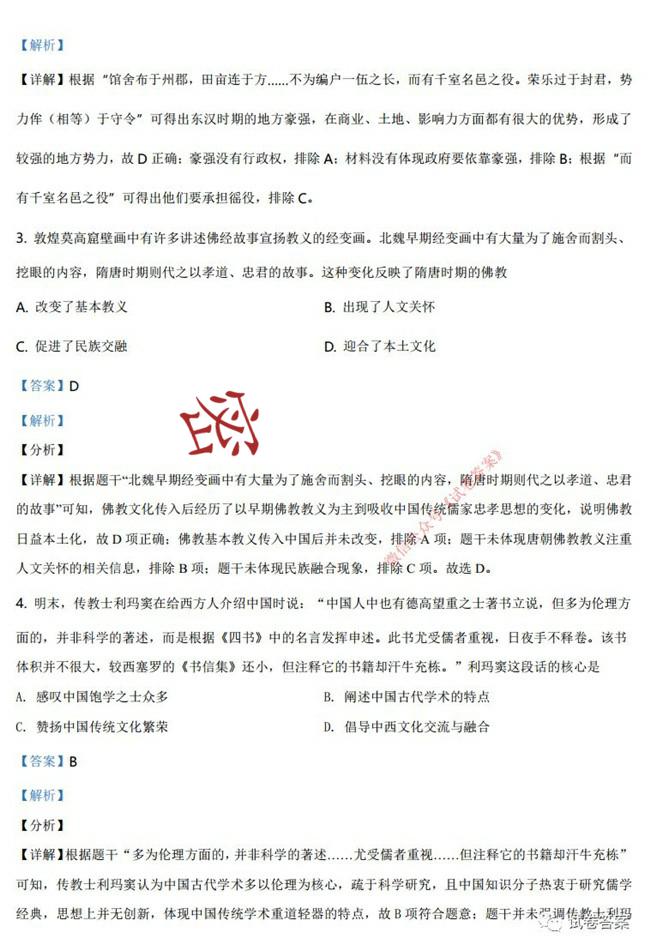 【解析】
【详解】根据“馆舍布于州郡，田亩连于方……不为编户一伍之长，而有千室名邑之役。荣乐过于封君，势
力侔（相等）于守令”可得出东汉时期的地方豪强，在商业、土地、影响力方面都有很大的优势，形成了
较强的地方势力，故D正确；豪强没有行政权，排除A；材料没有体现政府要依靠豪强，排除B；根据“而
有千室名邑之役”可得出他们要承担徭役，排除C。
3. 敦煌莫高窟壁画中有许多讲述佛经故事宣扬教义的经变画。北魏早期经变画中有大量为了施舍而割头、
挖眼的内容，隋唐时期则代之以孝道、忠君的故事。这种变化反映了隋唐时期的佛教
A. 改变了基本教义 B. 出现了人文关怀
C. 促进了民族交融 D. 迎合了本土文化
【答案】D
【解析】
【分析】
【详解】根据题干“北魏早期经变画中有大量为了施舍而割头、挖眼的内容，隋唐时期则代之以孝道、忠君
的故事”可知，佛教文化传入后经历了以早期佛教教义为主到吸收中国传统儒家忠孝思想的变化，说明佛教
日益本土化，故D项正确；佛教基本教义传入中国后并未改变，排除A项；题干未体现唐朝佛教教义注重
人文关怀的相关信息，排除B项；题干未体现民族融合现象，排除C项。故选D。
微信公众号《试卷答案》
4. 明末，传教士利玛窦在给西方人介绍中国时说：“中国人中也有德高望重之士著书立说，但多为伦理方
面的，并非科学的著述，而是根据《四书》中的名言发挥申述。此书尤受儒者重视，日夜手不释卷。该书
体积并不很大，较西塞罗的《书信集》还小，但注释它的书籍却汗牛充栋。”利玛窦这段话的核心是
A. 感叹中国饱学之士众多 B. 阐述中国古代学术的特点
C. 赞扬中国传统文化繁荣 D. 倡导中西文化交流与融合
【答案】B
【解析】
【分析】
【详解】根据题干“多为伦理方面的，并非科学的著述……尤受儒者重视……但注释它的书籍却汗牛充栋”
可知，传教士利玛窦认为中国古代学术多以伦理为核心，疏于科学研究，且中国知识分子热衷于研究儒学
经典，思想上并无创新，体现中国传统学术重道轻器的特点，故B项符合题意；题干并未强调传教士利玛
试卷答案